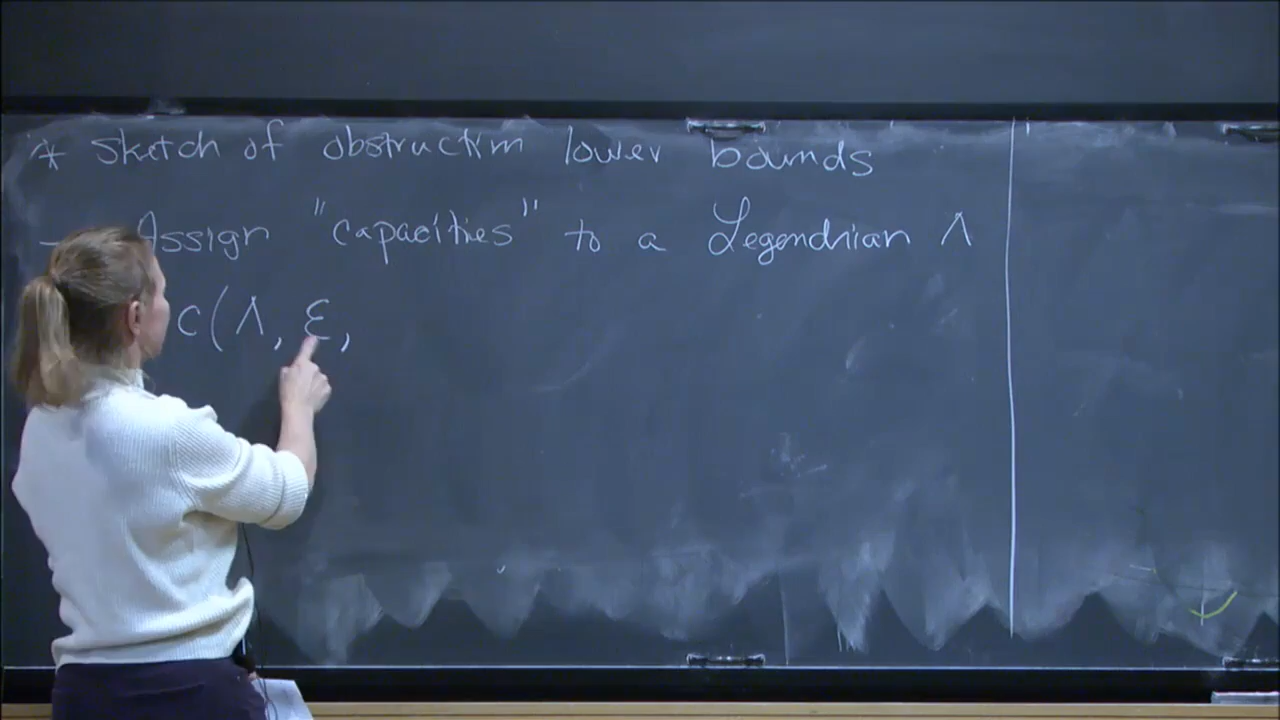 * Sketch of obstruction lower bounds
- Assign "capacities" to a Legendrian Λ
c(Λ, ε,